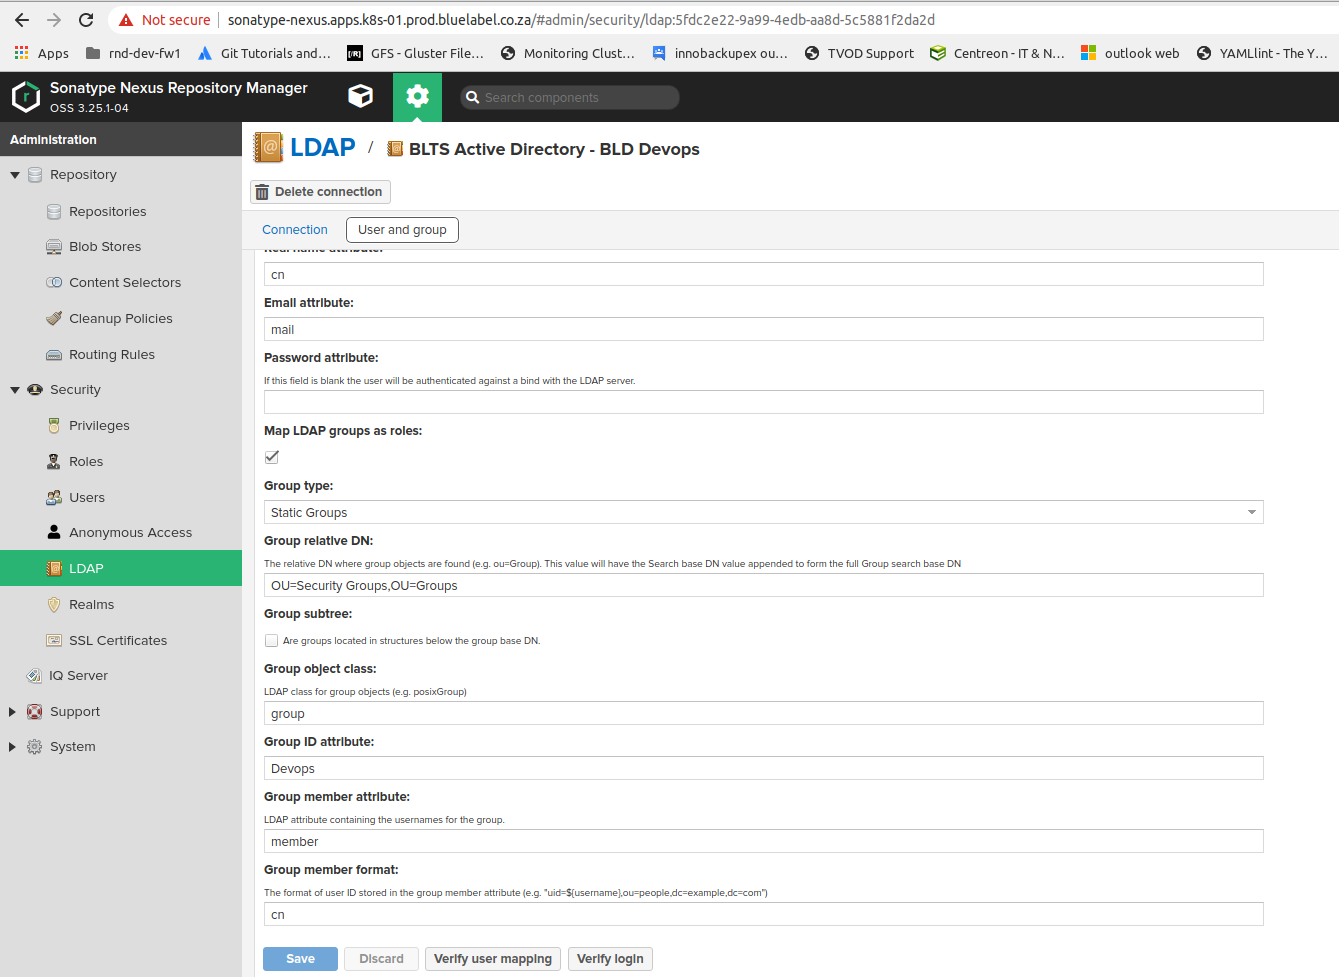 Not secure | sonatype-nexus.apps.k8s-01.prod.bluelabel.co.za/#admin/security/ldap:5fdc2e22-9a99-4edb-aa8d-5c5881f2da2d
Apps rnd-dev-fw1 Git Tutorials and... [/R] GFS - Gluster File... Monitoring Clust... innobackupex ou... TVOD Support Centreon - IT & N... outlook web YAMLlint - The Y...
Sonatype Nexus Repository Manager
OSS 3.25.1-04
Search components
Administration
Repository
Repositories
Blob Stores
Content Selectors
Cleanup Policies
Routing Rules
Security
Privileges
Roles
Users
Anonymous Access
LDAP
Realms
SSL Certificates
IQ Server
Support
System
LDAP / BLTS Active Directory - BLD Devops
Delete connection
Connection User and group
Real name attribute:
cn
Email attribute:
mail
Password attribute:
If this field is blank the user will be authenticated against a bind with the LDAP server.
Map LDAP groups as roles:
Group type:
Static Groups
Group relative DN:
The relative DN where group objects are found (e.g. ou=Group). This value will have the Search base DN value appended to form the full Group search base DN
OU=Security Groups,OU=Groups
Group subtree:
Are groups located in structures below the group base DN.
Group object class:
LDAP class for group objects (e.g. posixGroup)
group
Group ID attribute:
Devops
Group member attribute:
LDAP attribute containing the usernames for the group.
member
Group member format:
The format of user ID stored in the group member attribute (e.g. "uid=${username},ou=people,dc=example,dc=com")
cn
Save Discard Verify user mapping Verify login